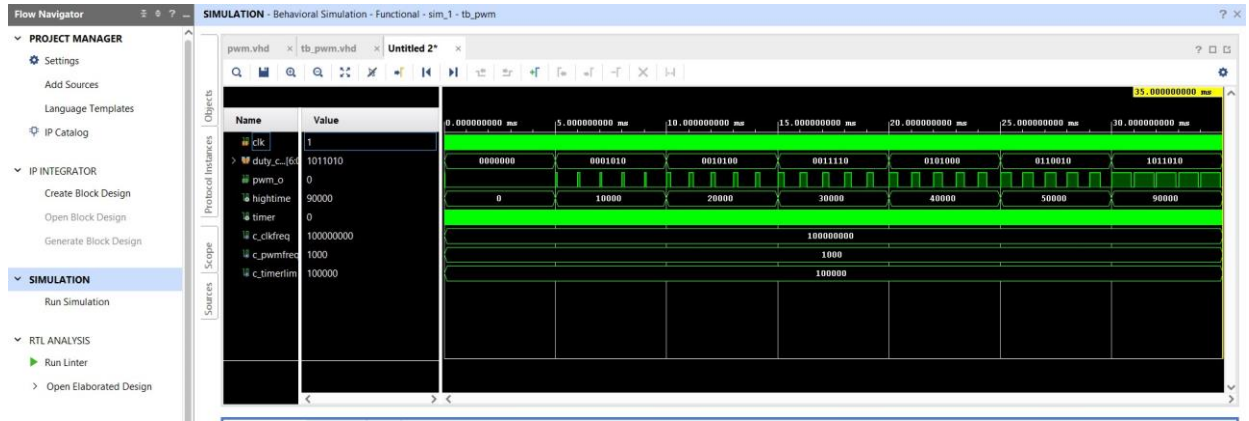 Flow Navigator
?
SIMULATION - Behavioral Simulation - Functional - sim_1 - tb_pwm
? ×
PROJECT MANAGER
Settings
Add Sources
Language Templates
IP Catalog
IP INTEGRATOR
Create Block Design
Open Block Design
Generate Block Design
SIMULATION
Run Simulation
RTL ANALYSIS
Run Linter
Open Elaborated Design
Objects
Protocol Instances
Scope
Sources
pwm.vhd × tb_pwm.vhd × Untitled 2* ×
?
35.000000000 ms
Name Value 0.000000000 ms 5.000000000 ms 10.000000000 ms 15.000000000 ms 20.000000000 ms 25.000000000 ms 30.000000000 ms
clk 1
duty_c...[6:0 1011010 0000000 0001010 0010100 0011110 0101000 0110010 1011010
pwm_o 0
hightime 90000 0 10000 20000 30000 40000 50000 90000
timer 0
c_clkfreq 100000000 100000000
c_pwmfreq 1000 1000
c_timerlim 100000 100000